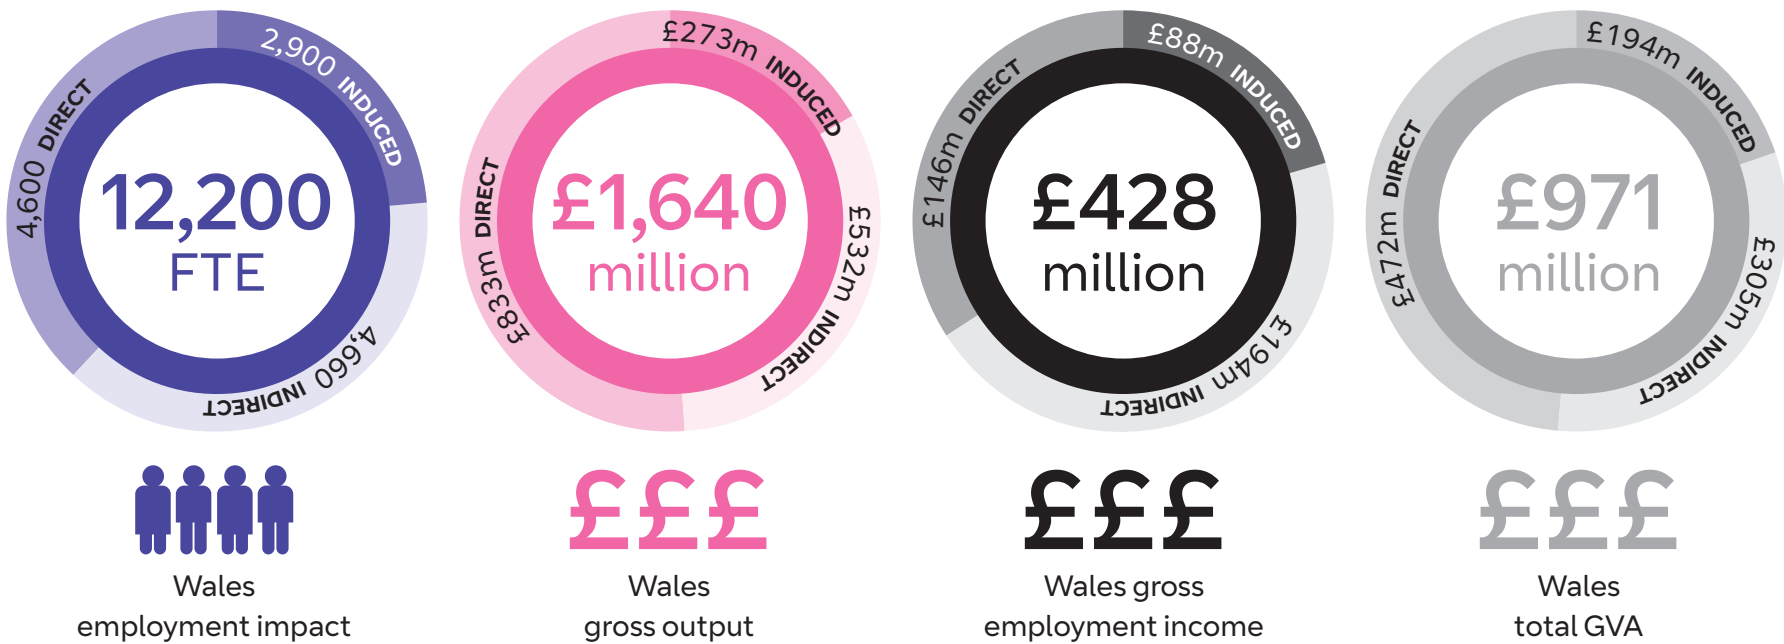 4,600 DIRECT
2,900 INDUCED
4,660 INDIRECT
12,200
FTE
Wales
employment impact
£833m DIRECT
£273m INDUCED
£532m INDIRECT
£1,640
million
£££
Wales
gross output
£146m DIRECT
£88m INDUCED
£194m INDIRECT
£428
million
£££
Wales gross
employment income
£472m DIRECT
£194m INDUCED
£305m INDIRECT
£971
million
£££
Wales
total GVA